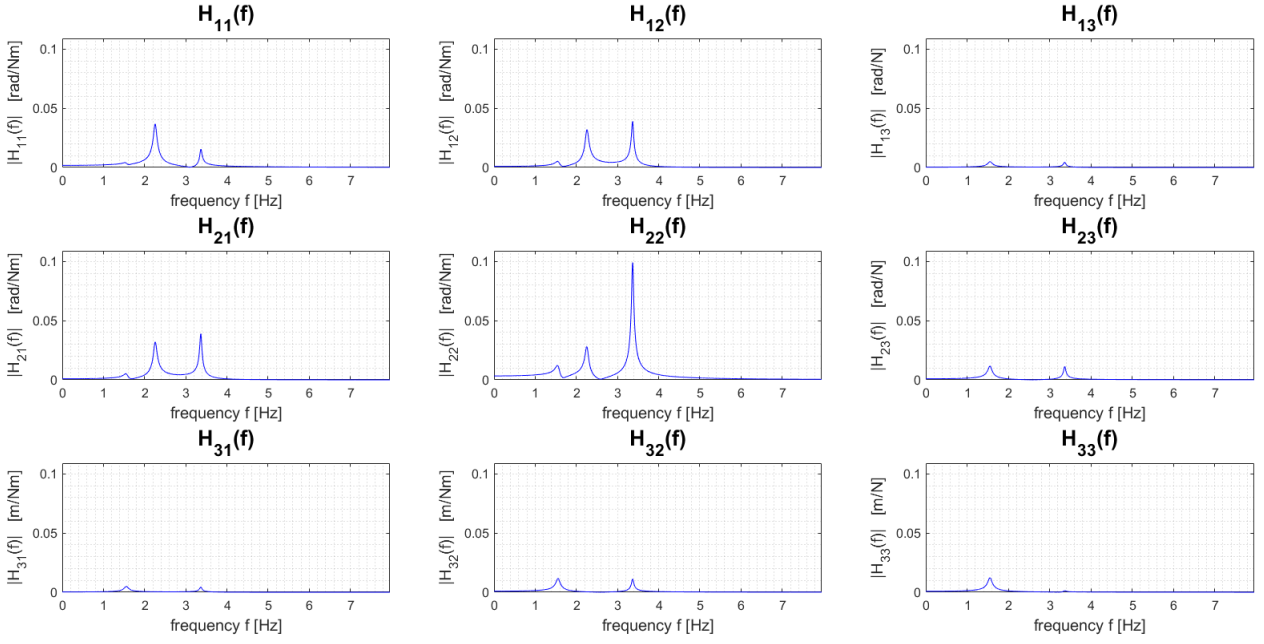 H11(f) H12(f) H13(f)
|H11(f)| [rad/Nm] |H12(f)| [rad/Nm] |H13(f)| [rad/N]
0.1 0.1 0.1
0.05 0.05 0.05
0 0 0
0 1 2 3 4 5 6 7 0 1 2 3 4 5 6 7 0 1 2 3 4 5 6 7
frequency f [Hz] frequency f [Hz] frequency f [Hz]
H21(f) H22(f) H23(f)
|H21(f)| [rad/Nm] |H22(f)| [rad/Nm] |H23(f)| [rad/N]
0.1 0.1 0.1
0.05 0.05 0.05
0 0 0
0 1 2 3 4 5 6 7 0 1 2 3 4 5 6 7 0 1 2 3 4 5 6 7
frequency f [Hz] frequency f [Hz] frequency f [Hz]
H31(f) H32(f) H33(f)
|H31(f)| [m/Nm] |H32(f)| [m/Nm] |H33(f)| [m/N]
0.1 0.1 0.1
0.05 0.05 0.05
0 0 0
0 1 2 3 4 5 6 7 0 1 2 3 4 5 6 7 0 1 2 3 4 5 6 7
frequency f [Hz] frequency f [Hz] frequency f [Hz]